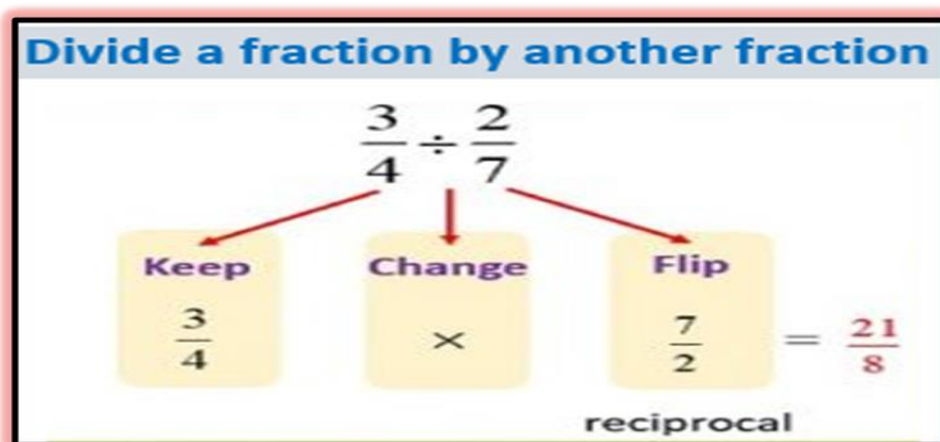 Divide a fraction by another fraction
3/4 ÷ 2/7
Keep Change Flip
3/4 × 7/2 = 21/8
reciprocal